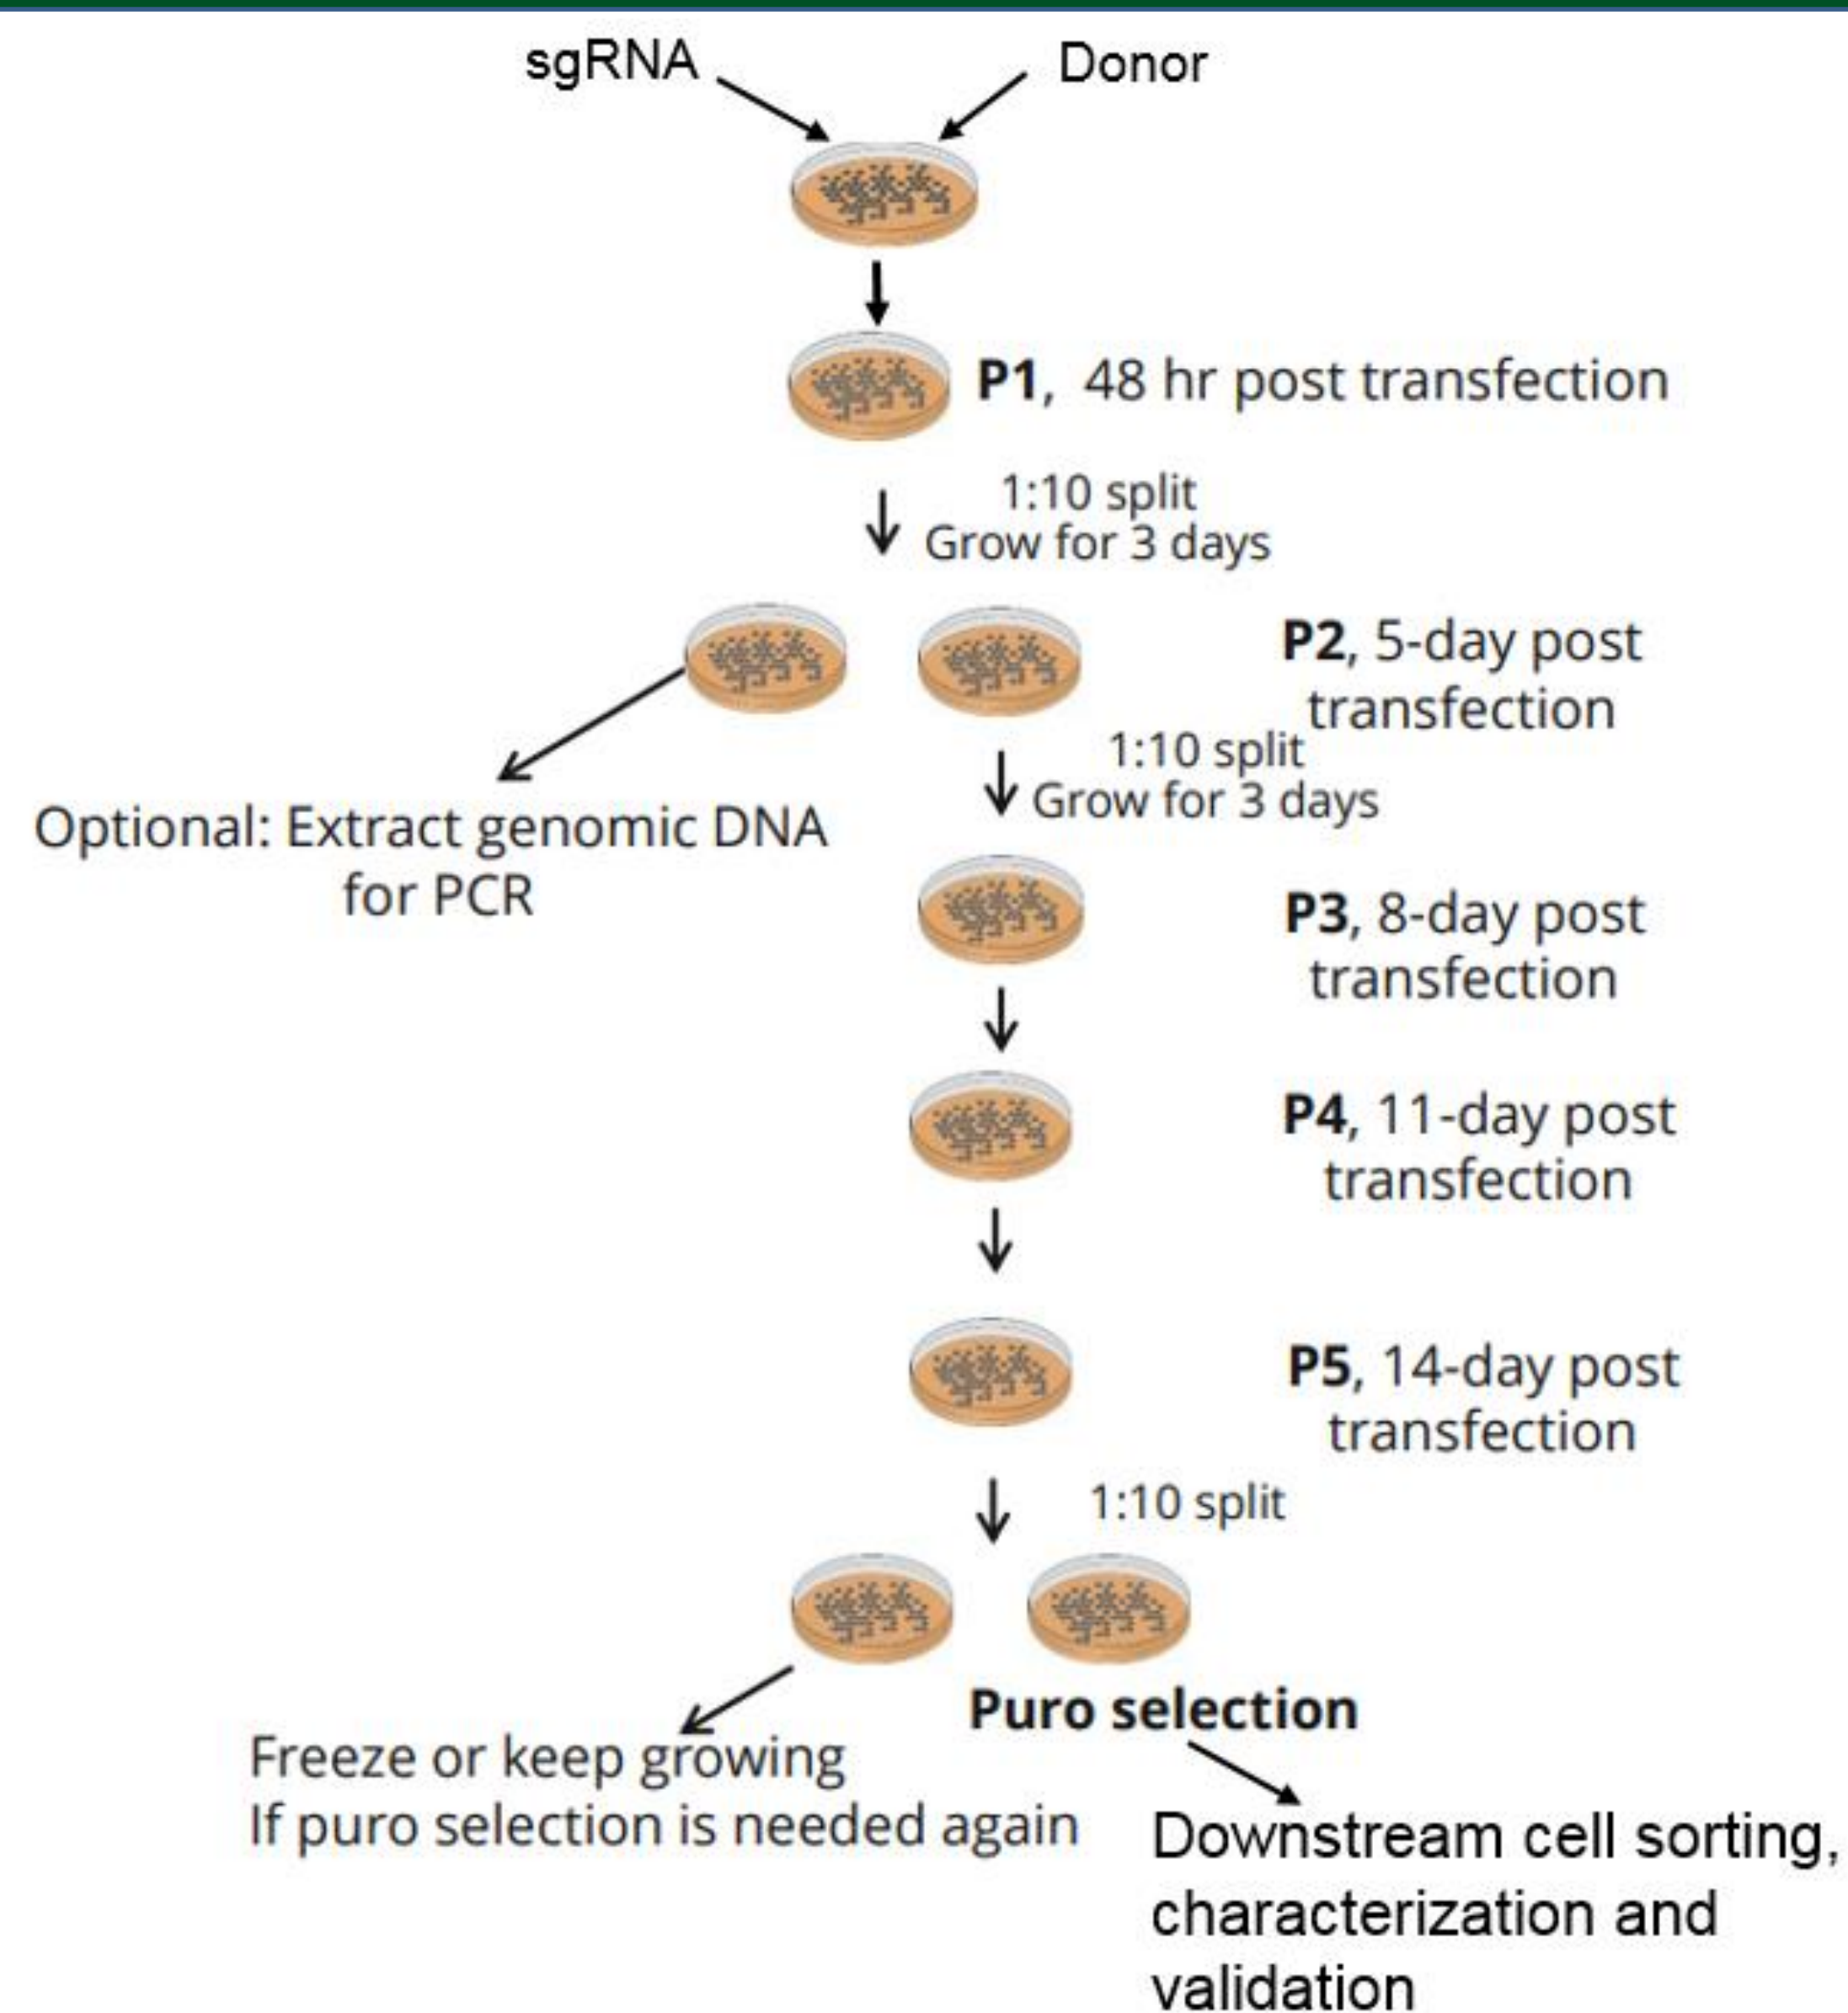 sgRNA
Donor
P1, 48 hr post transfection
1:10 split
Grow for 3 days
P2, 5-day post
transfection
1:10 split
Grow for 3 days
Optional: Extract genomic DNA
for PCR
P3, 8-day post
transfection
P4, 11-day post
transfection
P5, 14-day post
transfection
1:10 split
Puro selection
Freeze or keep growing
If puro selection is needed again
Downstream cell sorting,
characterization and
validation